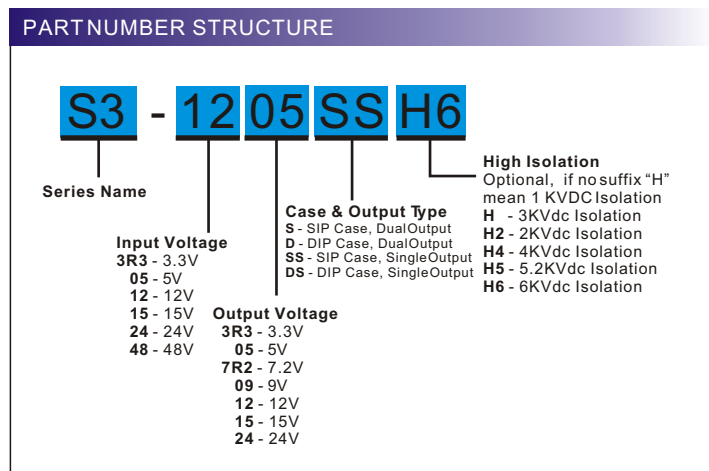 PART NUMBER STRUCTURE
S3 - 12 05 SS H6
Series Name
Input Voltage
3R3 - 3.3V
05 - 5V
12 - 12V
15 - 15V
24 - 24V
48 - 48V
Output Voltage
3R3 - 3.3V
05 - 5V
7R2 - 7.2V
09 - 9V
12 - 12V
15 - 15V
24 - 24V
Case & Output Type
S - SIP Case, Dual Output
D - DIP Case, Dual Output
SS - SIP Case, Single Output
DS - DIP Case, Single Output
High Isolation
Optional, if no suffix “H”
mean 1 KVDC Isolation
H - 3KVdc Isolation
H2 - 2KVdc Isolation
H4 - 4KVdc Isolation
H5 - 5.2KVdc Isolation
H6 - 6KVdc Isolation